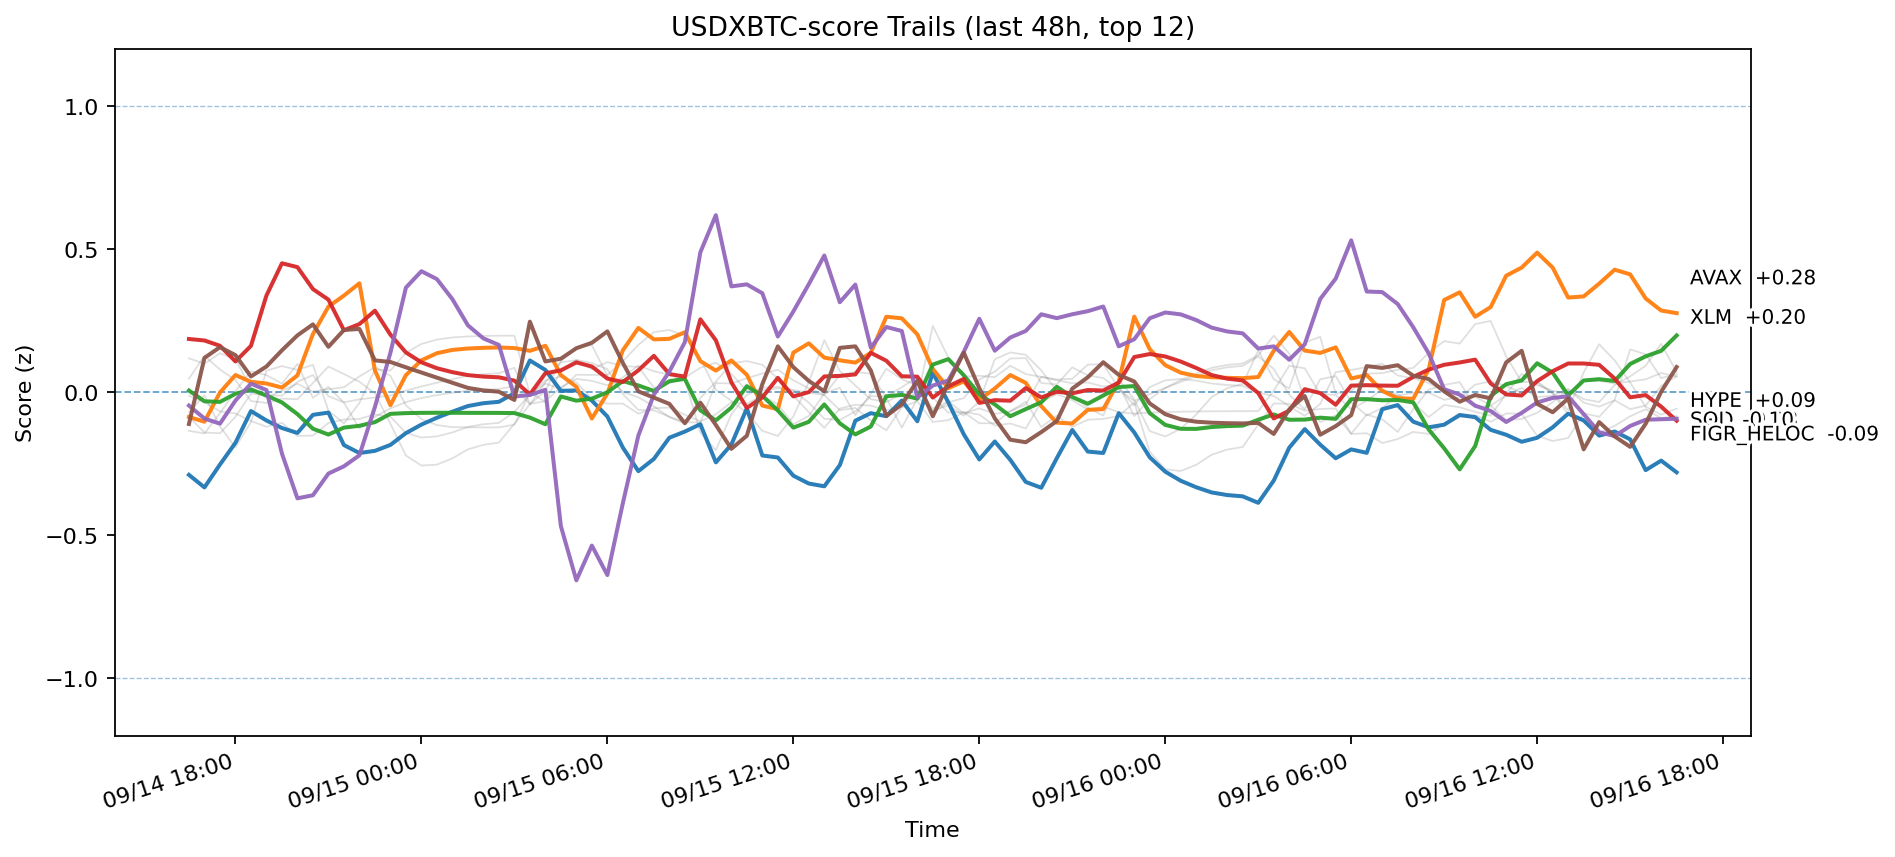 USDXBTC-score Trails (last 48h, top 12)
Score (z)
1.0
0.5
0.0
−0.5
−1.0
AVAX +0.28
XLM +0.20
HYPE +0.09
FIGR_HELOC -0.09
09/14 18:00
09/15 00:00
09/15 06:00
09/15 12:00
09/15 18:00
09/16 00:00
09/16 06:00
09/16 12:00
09/16 18:00
Time